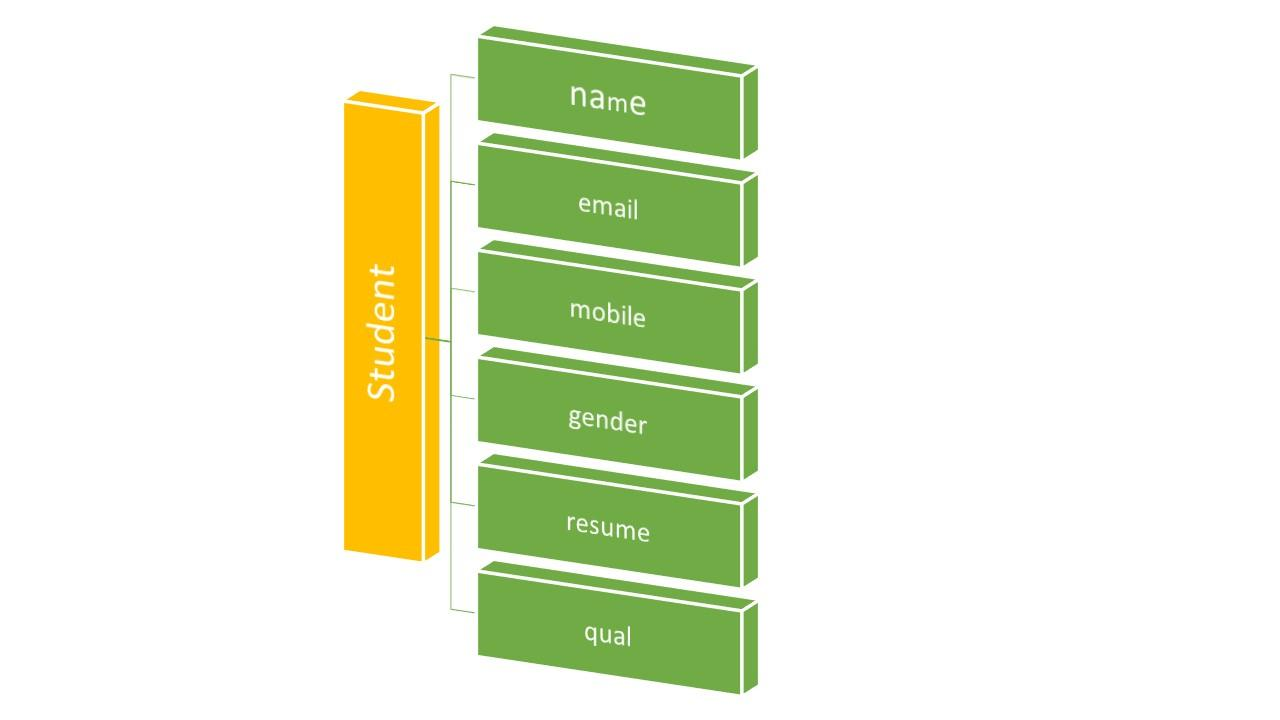 Student
name
email
mobile
gender
resume
qual